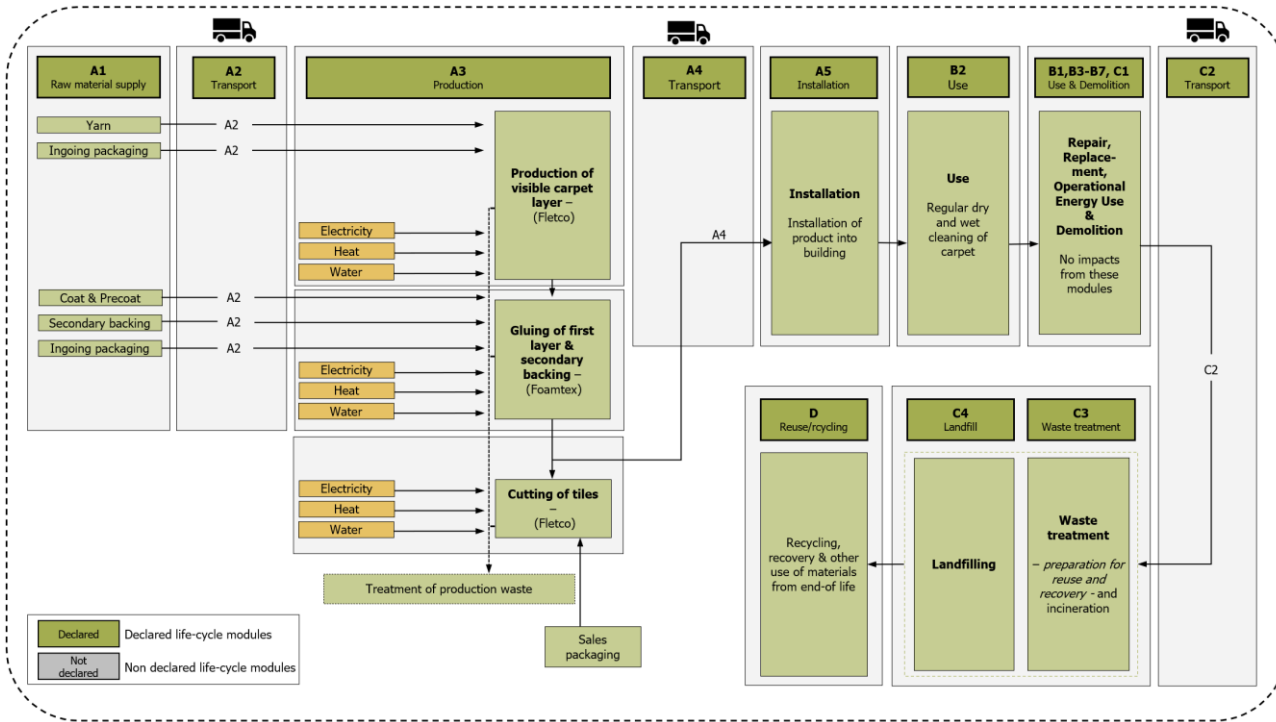 A1
Raw material supply
A2
Transport
A3
Production
A4
Transport
A5
Installation
B2
Use
B1,B3-B7, C1
Use & Demolition
C2
Transport
Yarn
A2
Ingoing packaging
A2
Production of
visible carpet
layer –
(Fletco)
Electricity
Heat
Water
Coat & Precoat
A2
Secondary backing
A2
Ingoing packaging
A2
Gluing of first
layer &
secondary
backing –
(Foamtex)
Electricity
Heat
Water
Electricity
Heat
Water
Cutting of tiles
–
(Fletco)
Treatment of production waste
Sales
packaging
A4
Installation
Installation of
product into
building
Use
Regular dry
and wet
cleaning of
carpet
Repair,
Replace-
ment,
Operational
Energy Use
&
Demolition
No impacts
from these
modules
C2
D
Reuse/rcycling
C4
Landfill
C3
Waste treatment
Recycling,
recovery & other
use of materials
from end-of life
Landfilling
Waste
treatment
– preparation for
reuse and
recovery - and
incineration
Declared
Declared life-cycle modules
Not
declared
Non declared life-cycle modules